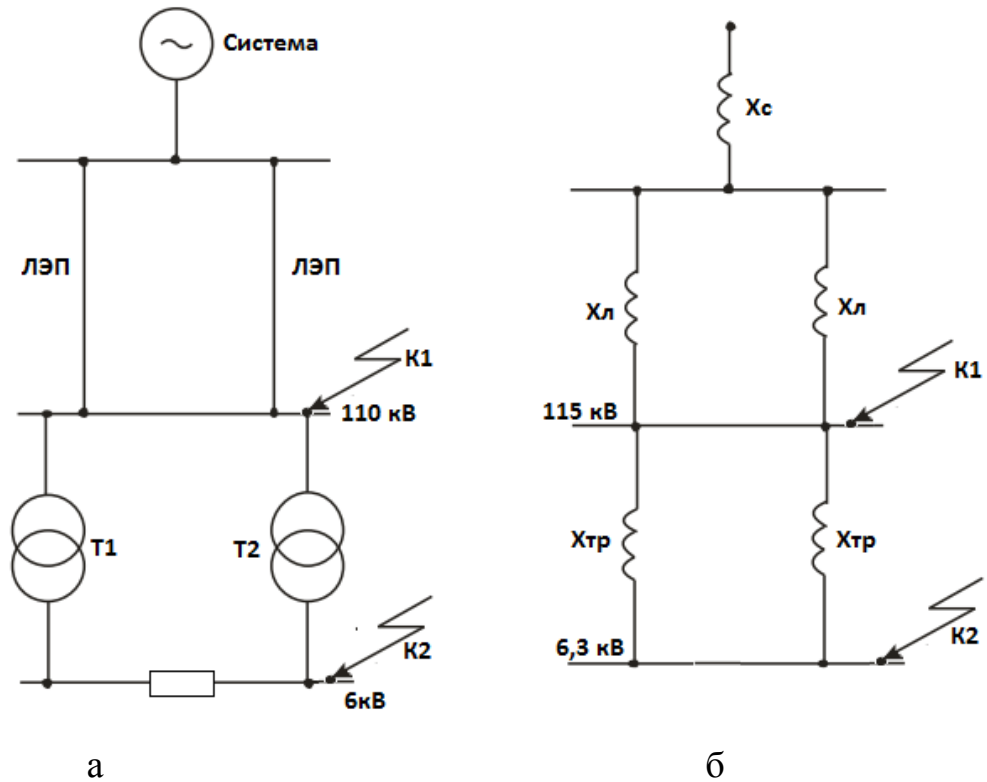 Система
ЛЭП
ЛЭП
К1
110 кВ
Т1
Т2
К2
6кВ
а
Хс
Хл
Хл
К1
115 кВ
Хтр
Хтр
6,3 кВ
К2
б